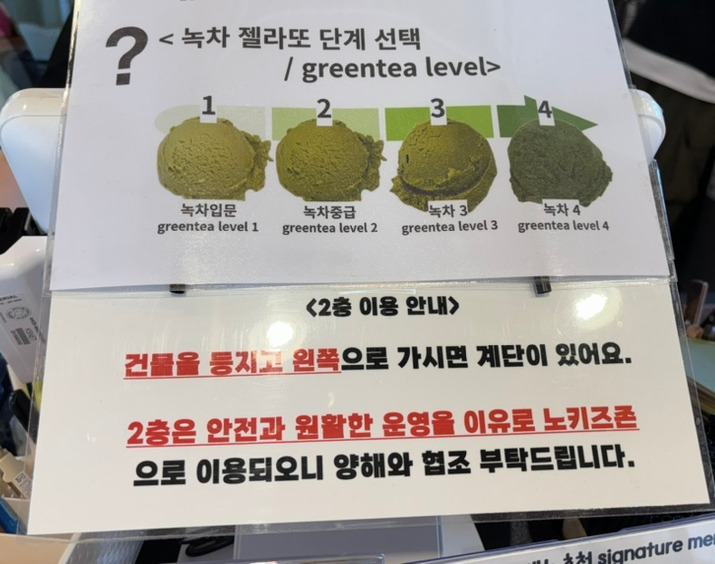 ?
< 녹차 젤라또 단계 선택
/ greentea level>
1 2 3 4
녹차입문 녹차중급 녹차 3 녹차 4
greentea level 1 greentea level 2 greentea level 3 greentea level 4
<2층 이용 안내>
건물을 등지고 왼쪽으로 가시면 계단이 있어요.
2층은 안전과 원활한 운영을 이유로 노키즈존
으로 이용되오니 양해와 협조 부탁드립니다.
추천 signature